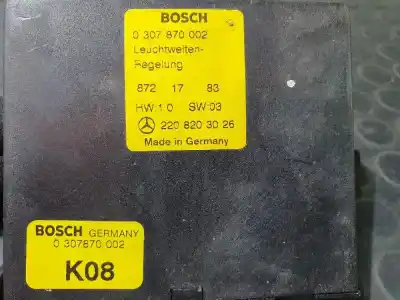 BOSCH
0 307 870 002
Leuchtweiten-
Regelung
872 17 83
HW:1.0 SW:03
220 820 30 26
Made in Germany
BOSCH GERMANY
0 307870 002
K08